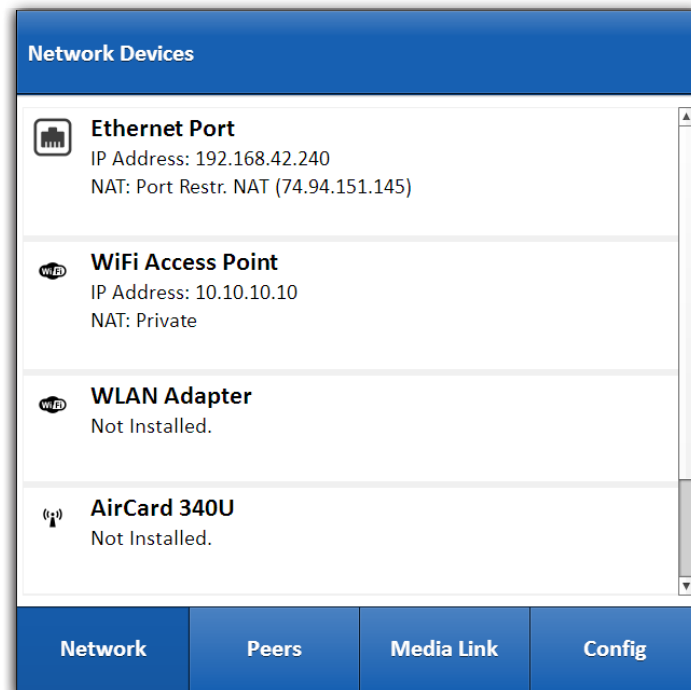 Network Devices
Ethernet Port
IP Address: 192.168.42.240
NAT: Port Restr. NAT (74.94.151.145)
WiFi
WiFi Access Point
IP Address: 10.10.10.10
NAT: Private
WiFi
WLAN Adapter
Not Installed.
AirCard 340U
Not Installed.
Network Peers Media Link Config